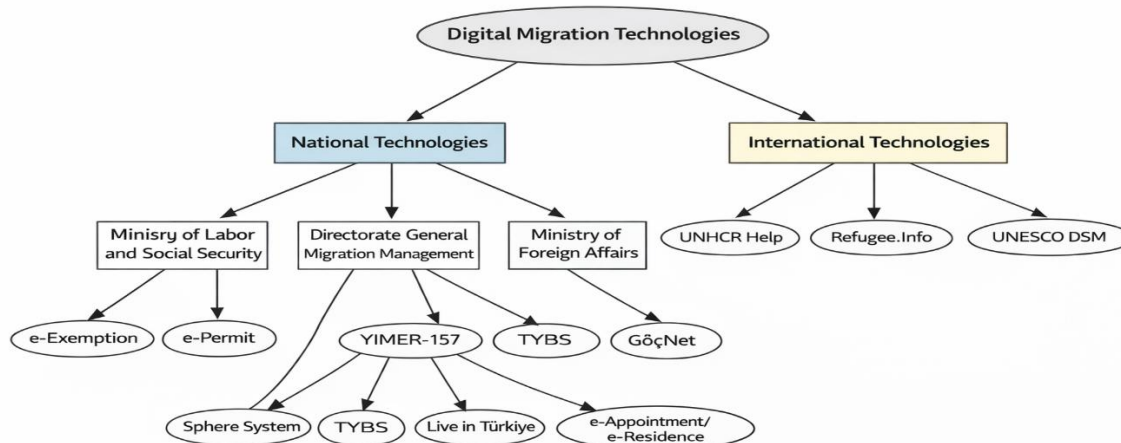 Digital Migration Technologies
National Technologies
International Technologies
Minisry of Labor
and Social Security
Directorate General
Migration Management
Ministry of
Foreign Affairs
UNHCR Help
Refugee.Info
UNESCO DSM
e-Exemption
e-Permit
YIMER-157
TYBS
GôçNet
Sphere System
TYBS
Live in Türkiye
e-Appointment/
e-Residence